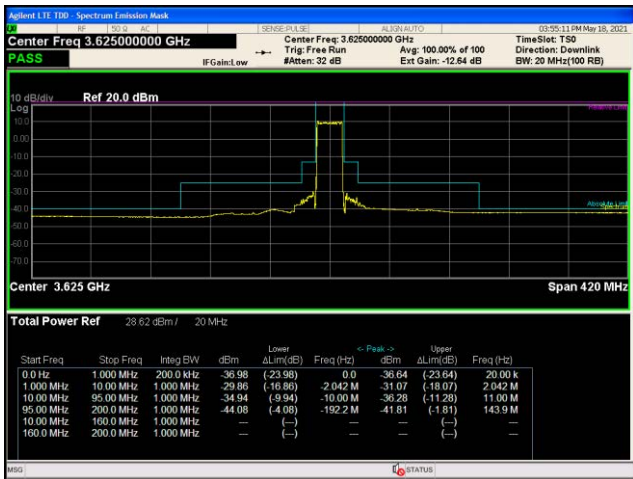 Agilent LTE TDD - Spectrum Emission Mask
RF 50 Ω AC SENSE:PULSE ALIGN AUTO 03:55:11 PM May 18, 2021
Center Freq 3.625000000 GHz Center Freq: 3.625000000 GHz TimeSlot: TS0
Trig: Free Run Avg: 100.00% of 100 Direction: Downlink
PASS IFGain:Low #Atten: 32 dB Ext Gain: -12.64 dB BW: 20 MHz(100 RB)
10 dB/div Ref 20.0 dBm
Log
10.0
0.00
-10.0
-20.0
-30.0
-40.0
Absolute Limit
-50.0
-60.0
-70.0
Center 3.625 GHz Span 420 MHz
Total Power Ref 28.62 dBm / 20 MHz
Lower <- Peak -> Upper
Start Freq Stop Freq Integ BW dBm ΔLim(dB) Freq (Hz) dBm ΔLim(dB) Freq (Hz)
0.0 Hz 1.000 MHz 200.0 kHz -36.98 (-23.98) 0.0 -36.64 (-23.64) 20.00 k
1.000 MHz 10.00 MHz 1.000 MHz -29.86 (-16.86) -2.042 M -31.07 (-18.07) 2.042 M
10.00 MHz 95.00 MHz 1.000 MHz -34.94 (-9.94) -10.00 M -36.28 (-11.28) 11.00 M
95.00 MHz 200.0 MHz 1.000 MHz -44.08 (-4.08) -192.2 M -41.81 (-1.81) 143.9 M
10.00 MHz 160.0 MHz 1.000 MHz --- (---) --- (---)
160.0 MHz 200.0 MHz 1.000 MHz --- (---) --- (---)
MSG STATUS